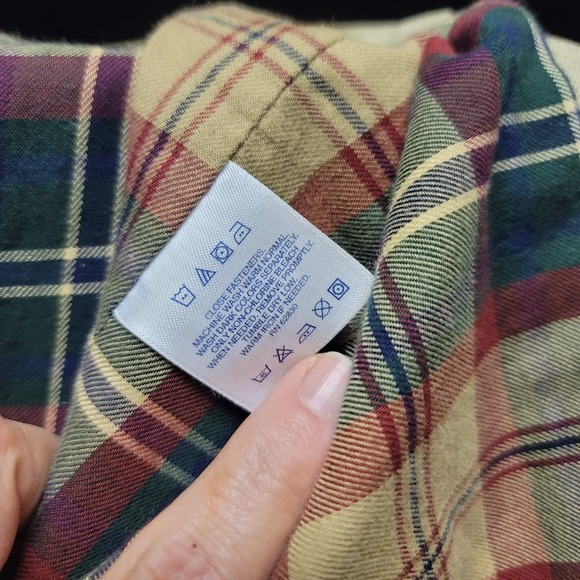 CLOSE FASTENERS.
MACHINE WASH WARM NORMAL.
WASH DARK COLORS SEPARATELY.
ONLY NON-CHLORINE BLEACH
WHEN NEEDED. REMOVE PROMPTLY.
TUMBLE DRY LOW.
WARM IRON IF NEEDED.
RN 62830